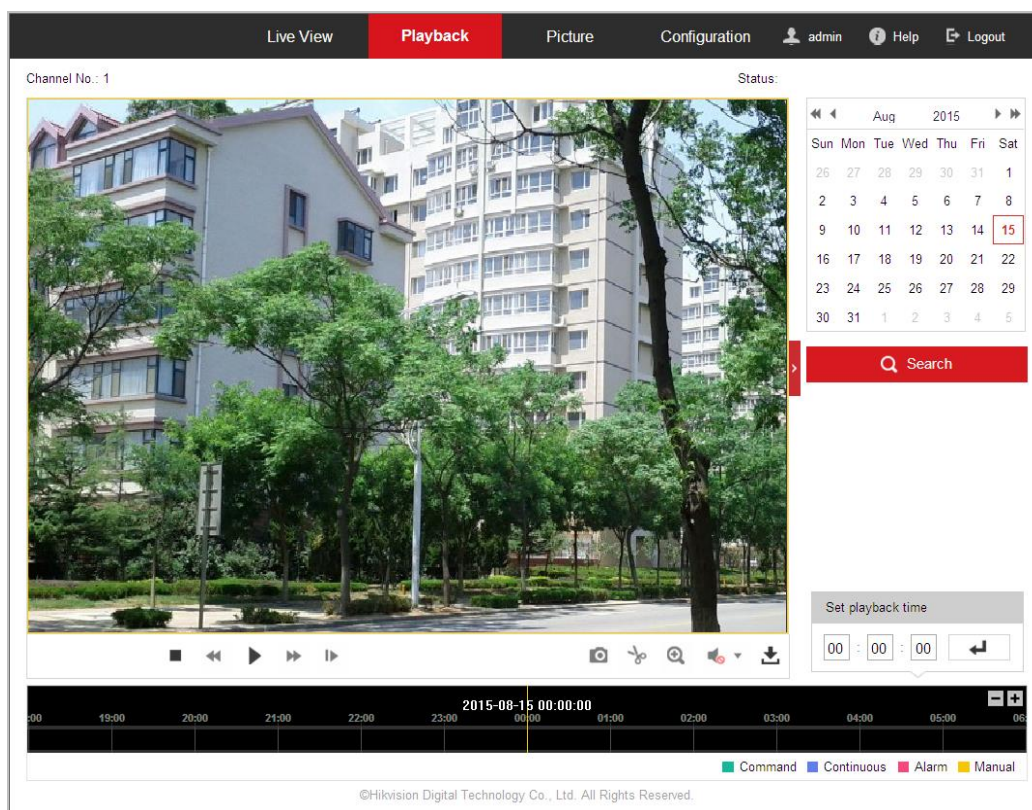 Live View Playback Picture Configuration admin Help Logout
Channel No.: 1 Status:
Aug 2015
Sun Mon Tue Wed Thu Fri Sat
26 27 28 29 30 31 1
2 3 4 5 6 7 8
9 10 11 12 13 14 15
16 17 18 19 20 21 22
23 24 25 26 27 28 29
30 31 1 2 3 4 5
Search
Set playback time
00 : 00 : 00
2015-08-15 00:00:00
:00 19:00 20:00 21:00 22:00 23:00 00:00 01:00 02:00 03:00 04:00 05:00 06:
Command Continuous Alarm Manual
©Hikvision Digital Technology Co., Ltd. All Rights Reserved.